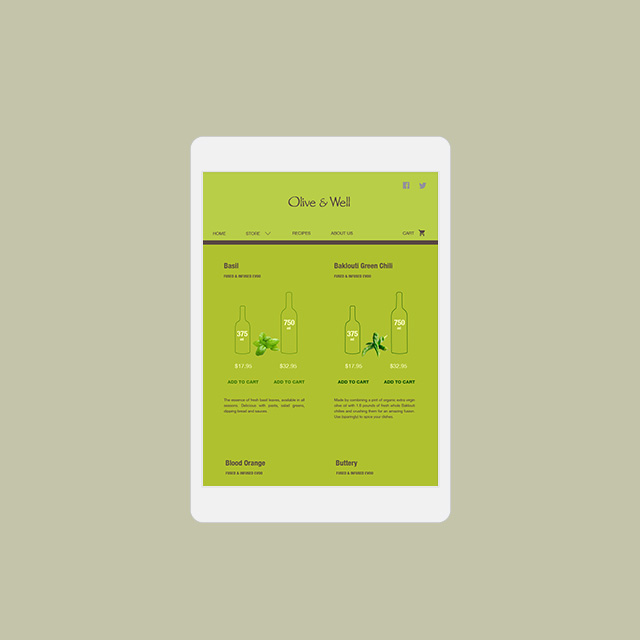 Olive & Well
HOME STORE RECIPES ABOUT US CART
Basil
FUSED & INFUSED EVOO
375
ml
750
ml
$17.95 $32.95
ADD TO CART ADD TO CART
The essence of fresh basil leaves, available in all
seasons. Delicious with pasta, salad greens,
dipping bread and sauces.
Baklouti Green Chili
FUSED & INFUSED EVOO
375
ml
750
ml
$17.95 $32.95
ADD TO CART ADD TO CART
Made by combining a pint of organic extra virgin
olive oil with 1-8 pounds of fresh whole Baklouti
chilies and crushing them for an amazing fusion.
Use (sparingly) to spice your dishes.
Blood Orange
FUSED & INFUSED EVOO
Buttery
FUSED & INFUSED EVOO